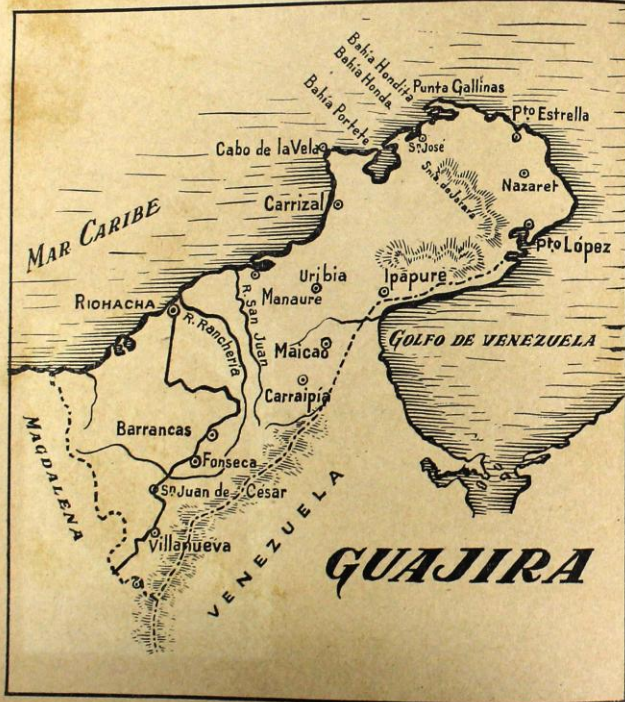 Bahía Hondita
Bahía Honda
Bahía Portete
Punta Gallinas
Pto Estrella
Cabo de la Vela
Sn. José
Nazaret
Carrizal
MAR CARIBE
Pto López
Uribia
Ipapure
RIOHACHA
R. San Juan
Manaure
R. Ranchería
GOLFO DE VENEZUELA
Maicao
Carraipía
MAGDALENA
Barrancas
Fonseca
Sn. Juan de César
VENEZUELA
Villanueva
GUAJIRA